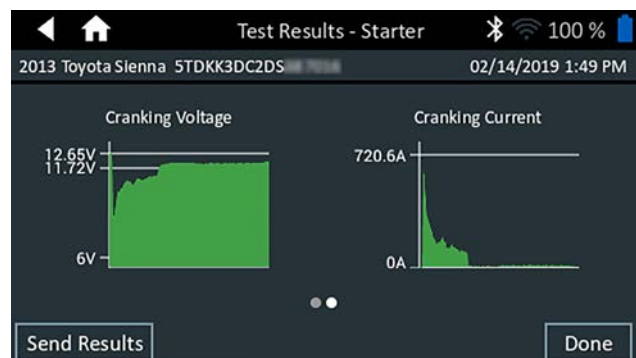 Test Results - Starter 100 %
2013 Toyota Sienna 5TDKK3DC2DS 02/14/2019 1:49 PM
Cranking Voltage
12.65V
11.72V
6V
Cranking Current
720.6A
0A
Send Results Done